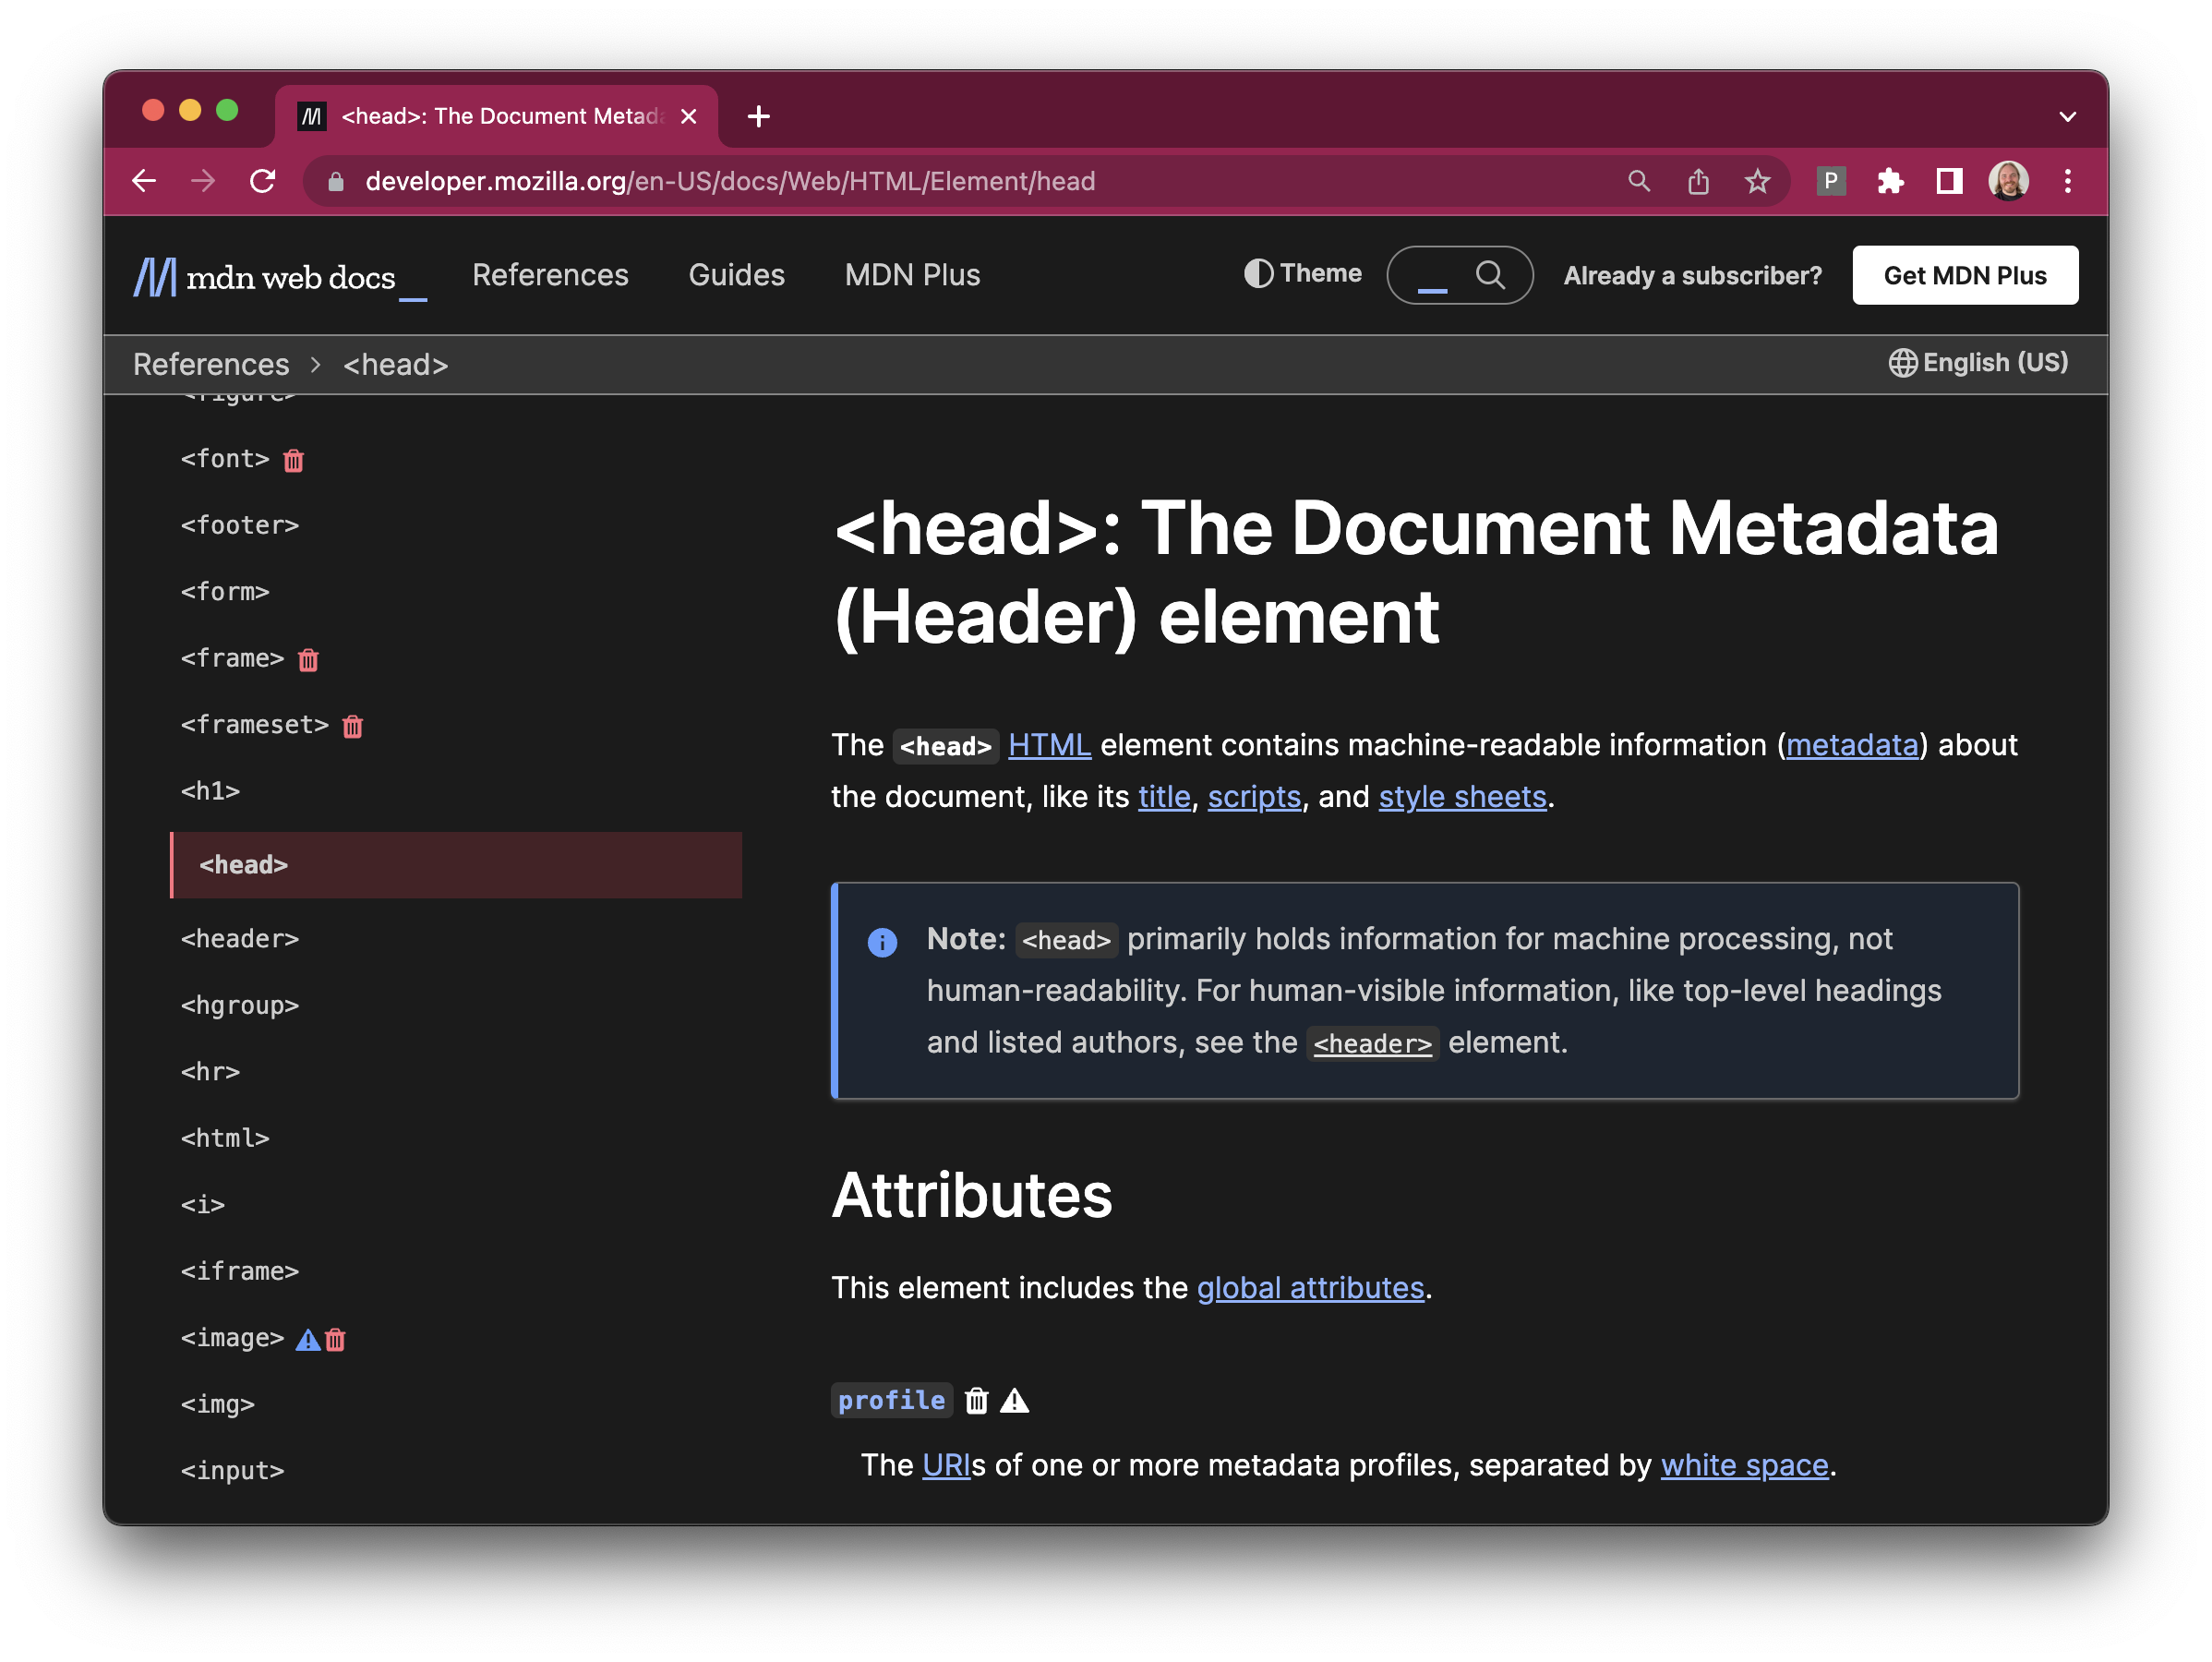 <head>: The Document Metad
developer.mozilla.org/en-US/docs/Web/HTML/Element/head
P
mdn web docs_
References
Guides
MDN Plus
Theme
Already a subscriber?
Get MDN Plus
References > <head>
English (US)
<figure>
<font>
<footer>
<form>
<frame>
<frameset>
<h1>
<head>
<header>
<hgroup>
<hr>
<html>
<i>
<iframe>
<image>
<img>
<input>
<head>: The Document Metadata
(Header) element
The <head> HTML element contains machine-readable information (metadata) about
the document, like its title, scripts, and style sheets.
Note: <head> primarily holds information for machine processing, not
human-readability. For human-visible information, like top-level headings
and listed authors, see the <header> element.
Attributes
This element includes the global attributes.
profile
The URIs of one or more metadata profiles, separated by white space.